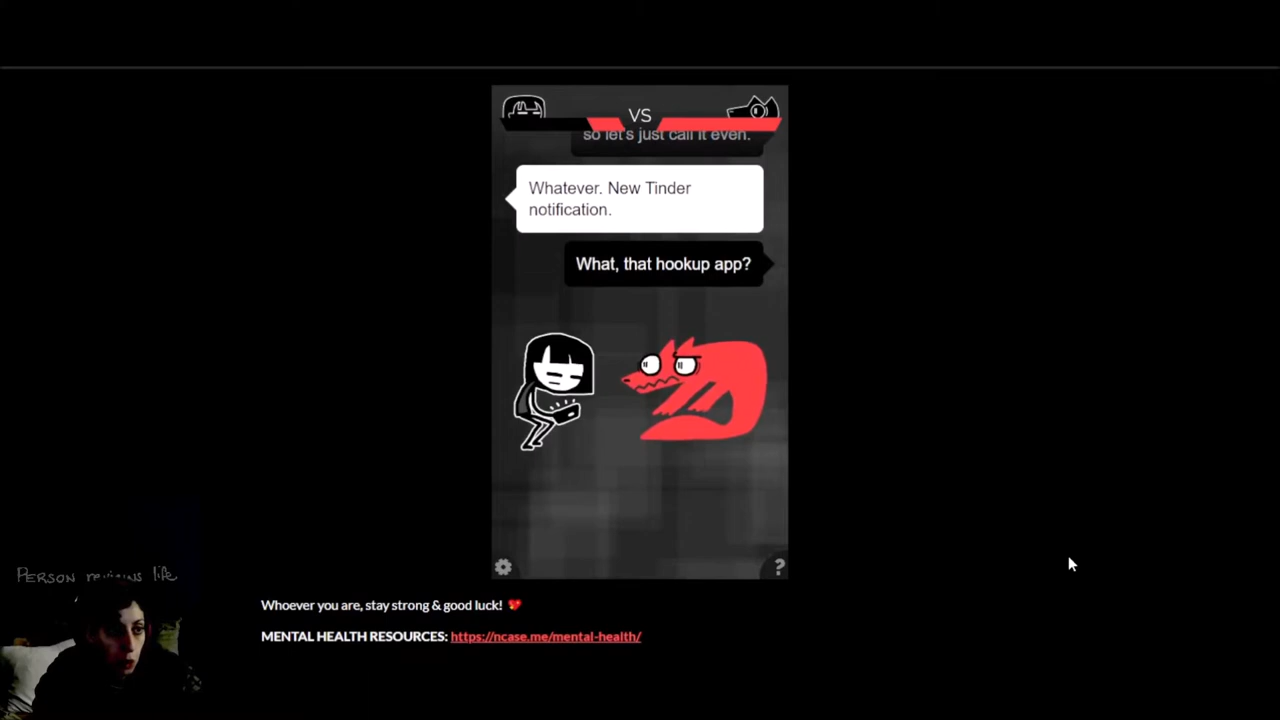 VS
so let's just call it even.
Whatever. New Tinder
notification.
What, that hookup app?
?
PERSON reviews life
Whoever you are, stay strong & good luck! 💖
MENTAL HEALTH RESOURCES: https://ncase.me/mental-health/